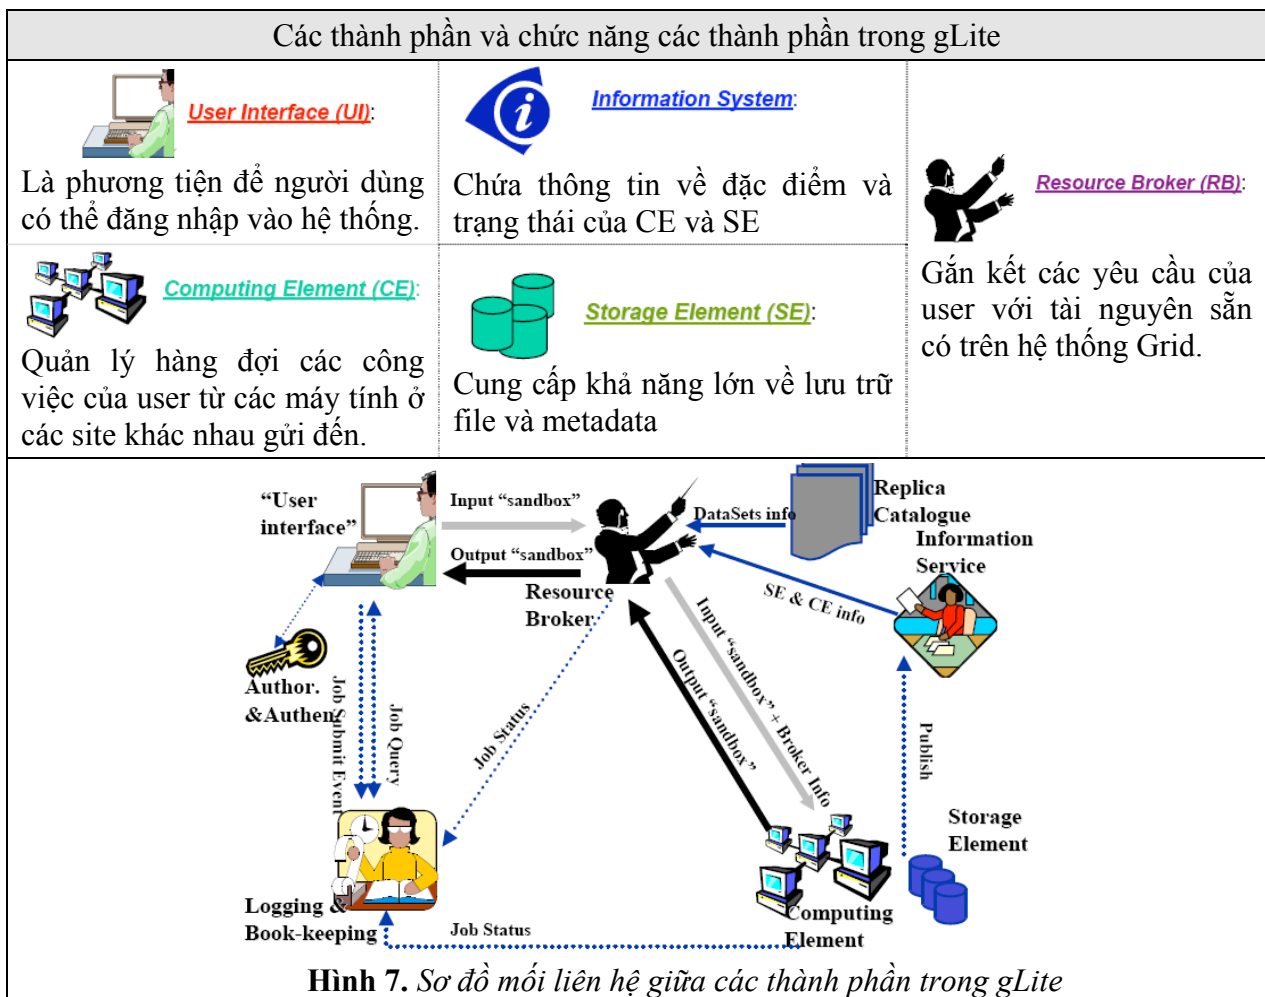 Các thành phần và chức năng các thành phần trong gLite
User Interface (UI):
Là phương tiện để người dùng
có thể đăng nhập vào hệ thống.
Information System:
Chứa thông tin về đặc điểm và
trạng thái của CE và SE
Resource Broker (RB):
Gắn kết các yêu cầu của
user với tài nguyên sẵn
có trên hệ thống Grid.
Computing Element (CE):
Quản lý hàng đợi các công
việc của user từ các máy tính ở
các site khác nhau gửi đến.
Storage Element (SE):
Cung cấp khả năng lớn về lưu trữ
file và metadata
“User
interface”
Input “sandbox”
Output “sandbox”
Resource
Broker
DataSets info
Replica
Catalogue
Information
Service
SE & CE info
Author.
&Authen.
Job Submit Event
Job Query
Job Status
Input “sandbox” + Broker Info
Output “sandbox”
Publish
Storage
Element
Computing
Element
Logging &
Book-keeping
Job Status
Hình 7. Sơ đồ mối liên hệ giữa các thành phần trong gLite